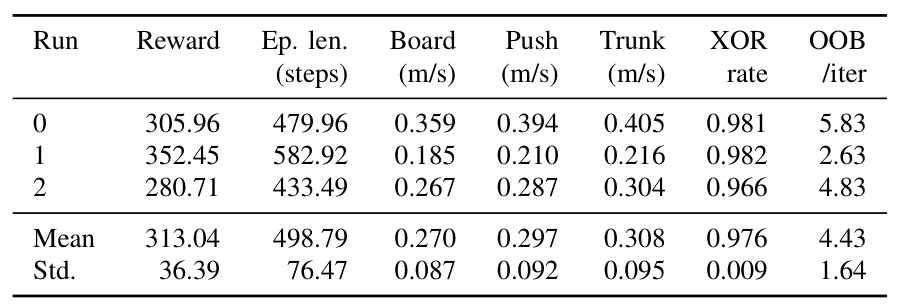 Run Reward Ep. len. Board Push Trunk XOR OOB
(steps) (m/s) (m/s) (m/s) rate /iter
0 305.96 479.96 0.359 0.394 0.405 0.981 5.83
1 352.45 582.92 0.185 0.210 0.216 0.982 2.63
2 280.71 433.49 0.267 0.287 0.304 0.966 4.83
Mean 313.04 498.79 0.270 0.297 0.308 0.976 4.43
Std. 36.39 76.47 0.087 0.092 0.095 0.009 1.64